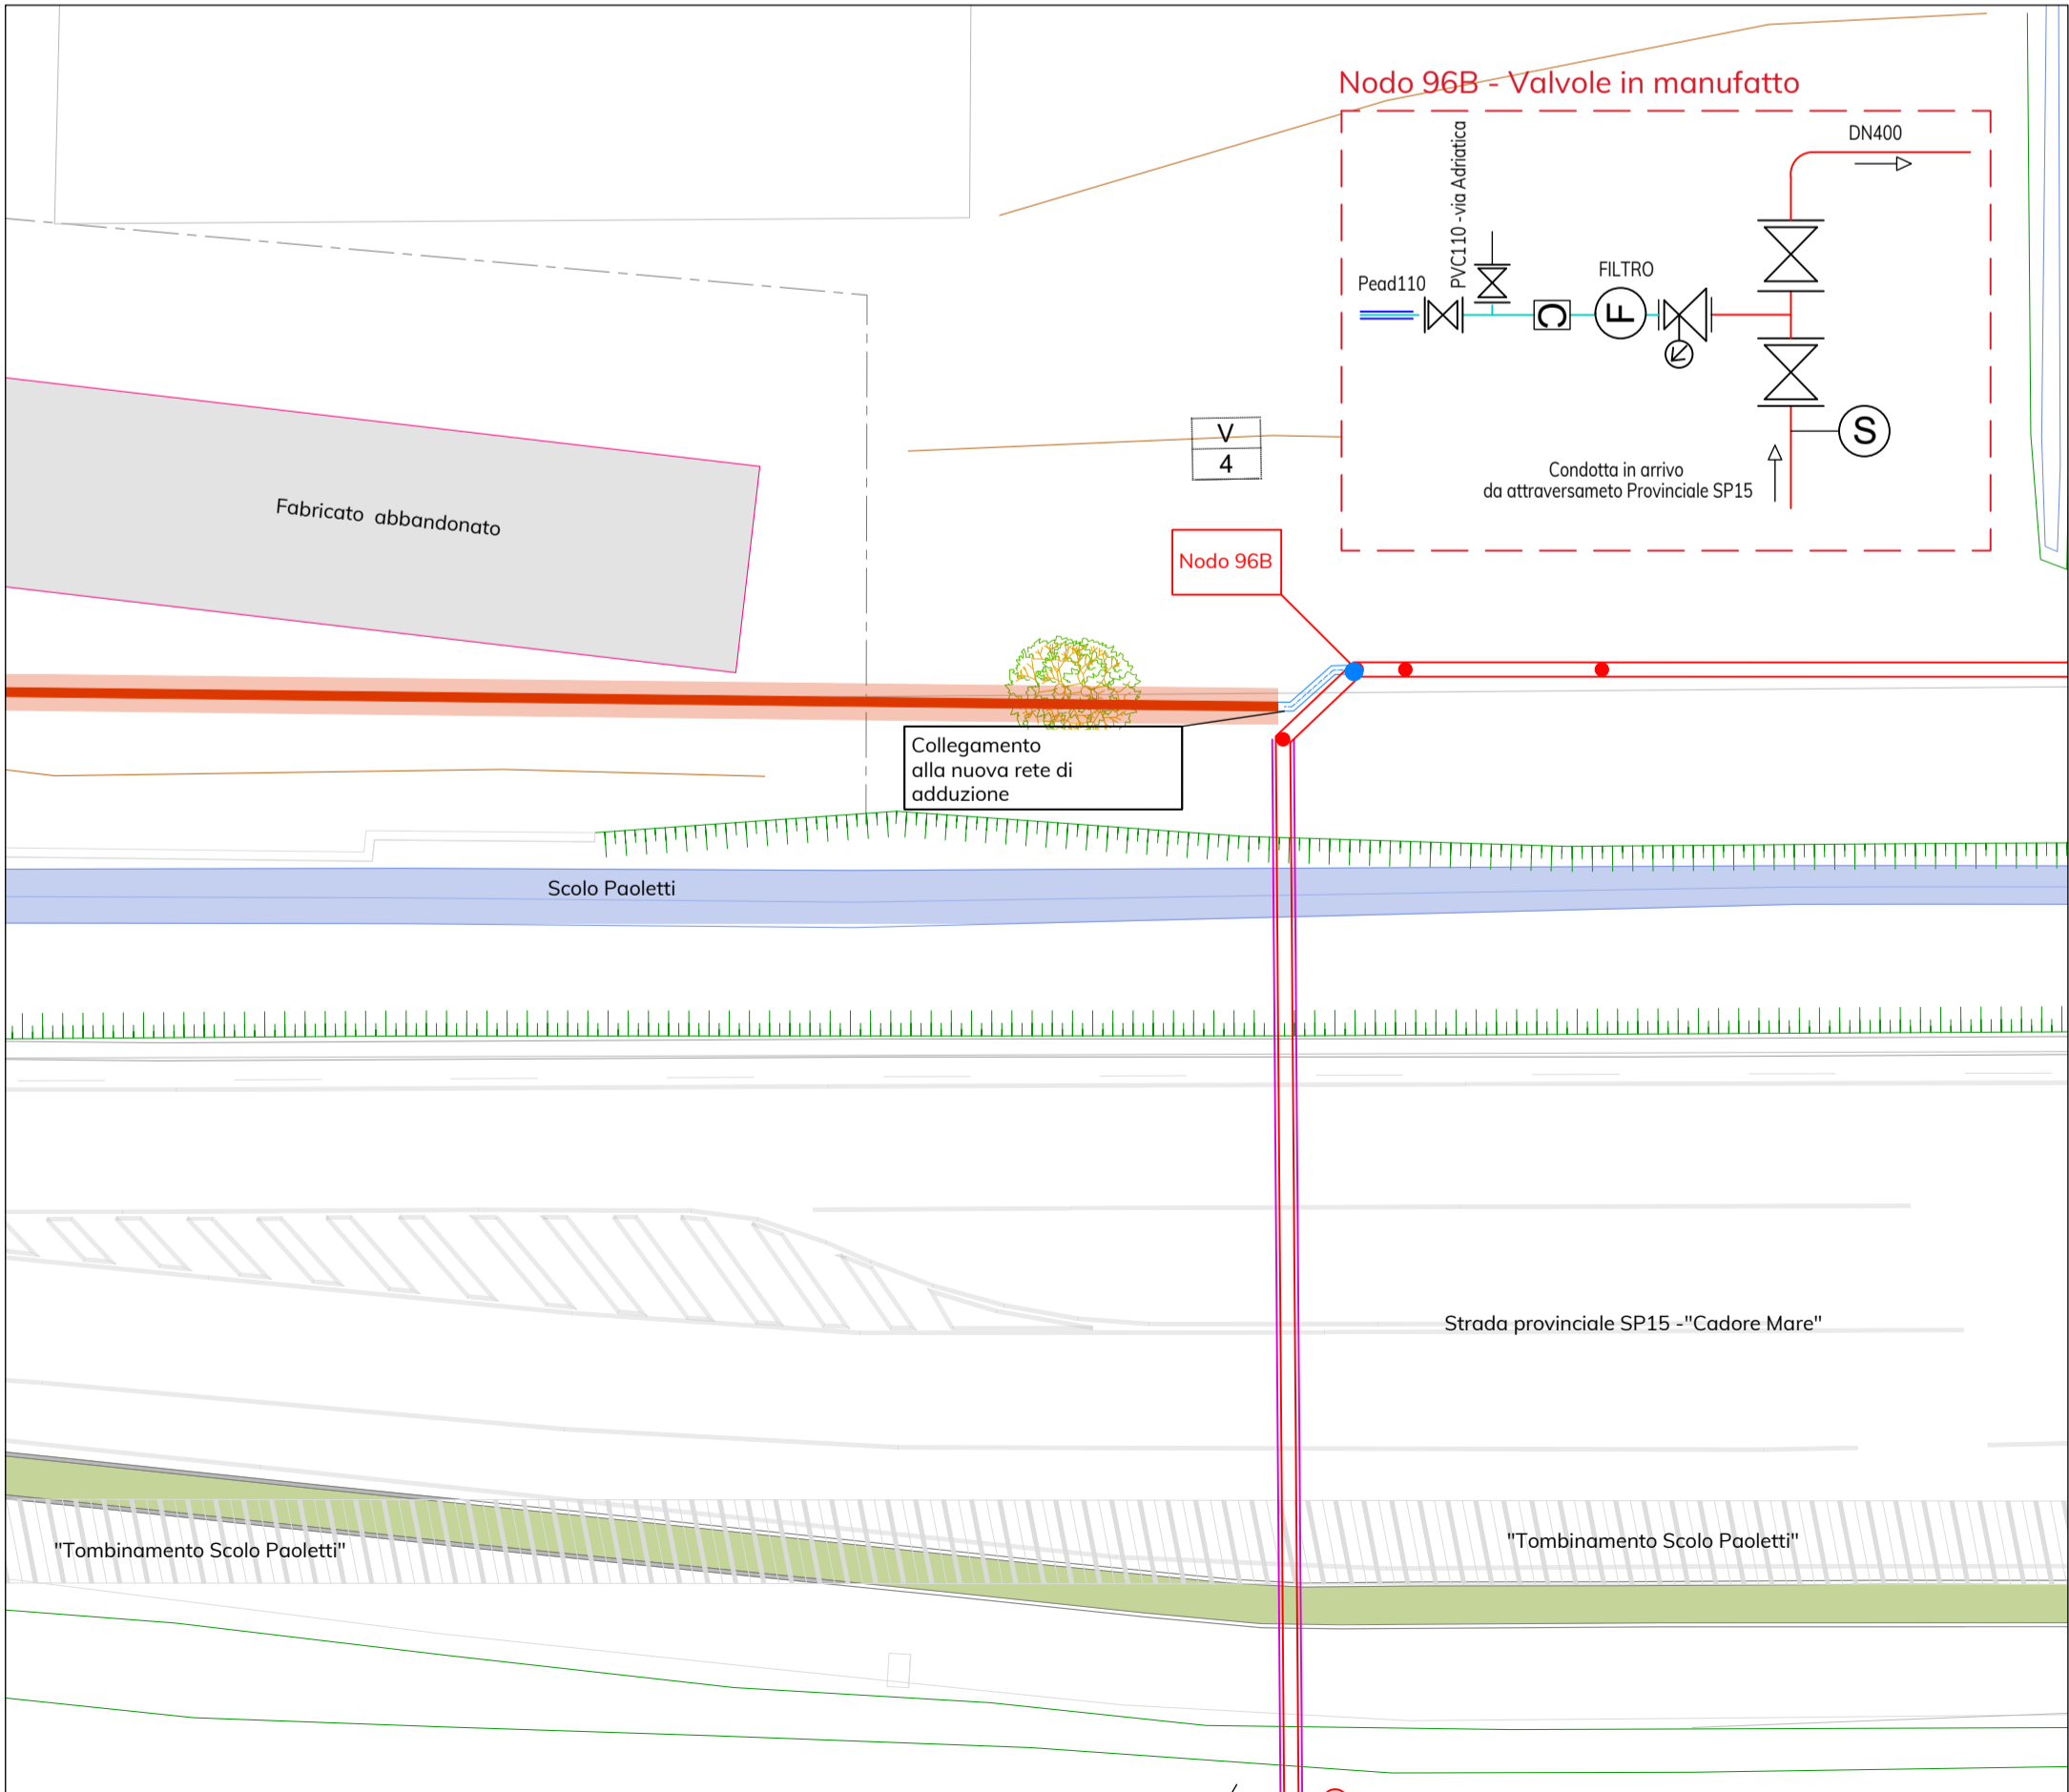 Nodo 96B - Valvole in manufatto
DN400
PVC110 -via Adriatica
FILTRO
Pead110
C
F
S
Condotta in arrivo
da attraversameto Provinciale SP15
V
4
Fabricato abbandonato
Nodo 96B
Collegamento
alla nuova rete di
adduzione
Scolo Paoletti
Strada provinciale SP15 -"Cadore Mare"
"Tombinamento Scolo Paoletti"
"Tombinamento Scolo Paoletti"